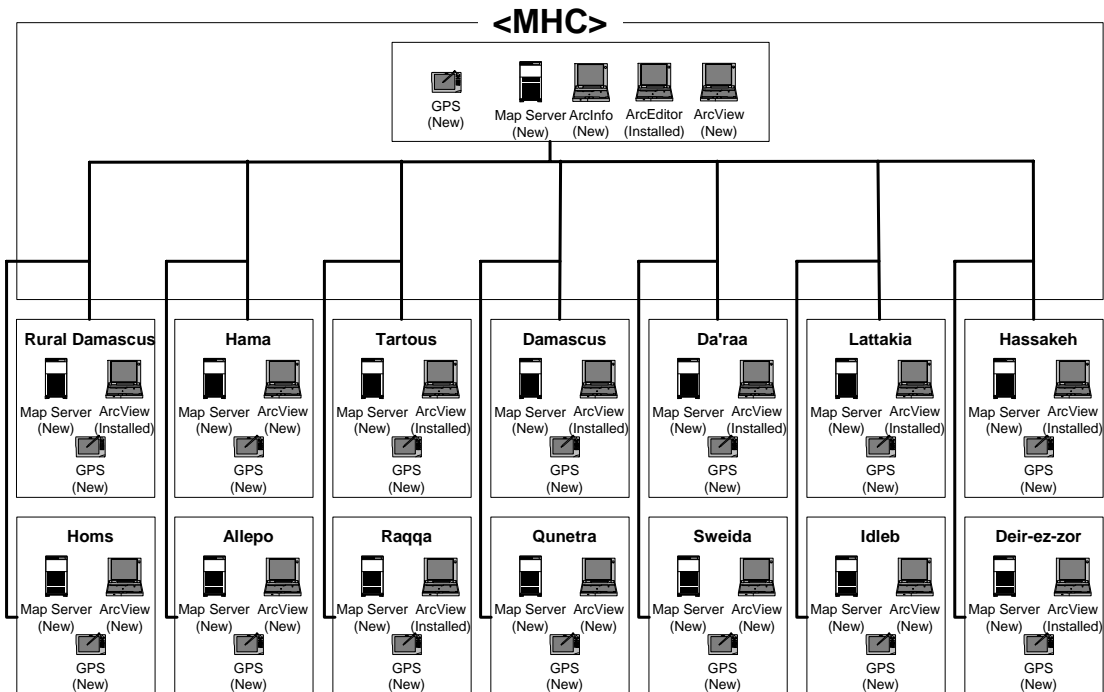 <MHC>
GPS
(New)
Map Server
(New)
ArcInfo
(New)
ArcEditor
(Installed)
ArcView
(New)
Rural Damascus
Map Server
(New)
ArcView
(Installed)
GPS
(New)
Hama
Map Server
(New)
ArcView
(New)
GPS
(New)
Tartous
Map Server
(New)
ArcView
(Installed)
GPS
(New)
Damascus
Map Server
(New)
ArcView
(Installed)
GPS
(New)
Da'raa
Map Server
(New)
ArcView
(Installed)
GPS
(New)
Lattakia
Map Server
(New)
ArcView
(Installed)
GPS
(New)
Hassakeh
Map Server
(New)
ArcView
(Installed)
GPS
(New)
Homs
Map Server
(New)
ArcView
(New)
GPS
(New)
Allepo
Map Server
(New)
ArcView
(New)
GPS
(New)
Raqqa
Map Server
(New)
ArcView
(Installed)
GPS
(New)
Qunetra
Map Server
(New)
ArcView
(New)
GPS
(New)
Sweida
Map Server
(New)
ArcView
(New)
GPS
(New)
Idleb
Map Server
(New)
ArcView
(New)
GPS
(New)
Deir-ez-zor
Map Server
(New)
ArcView
(Installed)
GPS
(New)